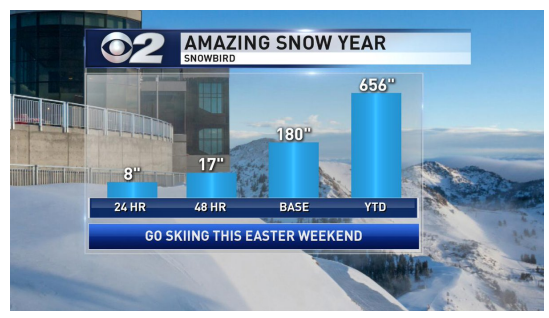 2
AMAZING SNOW YEAR
SNOWBIRD
656"
180"
17"
8"
24 HR 48 HR BASE YTD
GO SKIING THIS EASTER WEEKEND